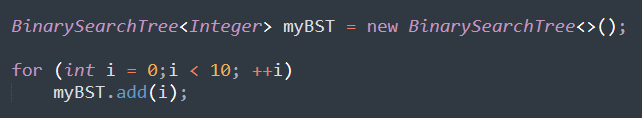 BinarySearchTree<Integer> myBST = new BinarySearchTree<>();
for (int i = 0;i < 10; ++i)
myBST.add(i);